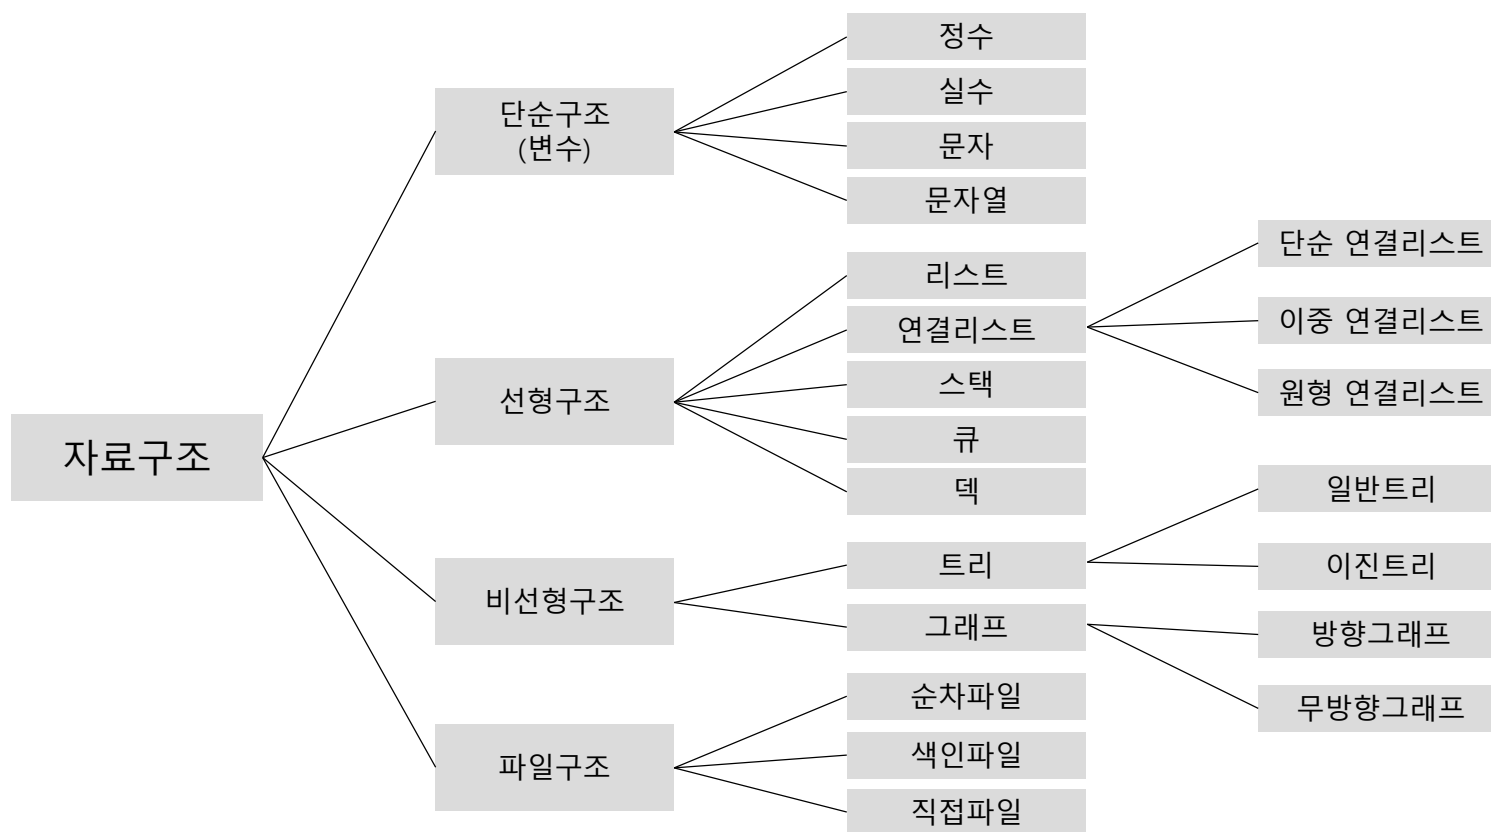 자료구조
단순구조
(변수)
정수
실수
문자
문자열
선형구조
리스트
연결리스트
단순 연결리스트
이중 연결리스트
원형 연결리스트
스택
큐
덱
비선형구조
트리
일반트리
이진트리
그래프
방향그래프
무방향그래프
파일구조
순차파일
색인파일
직접파일